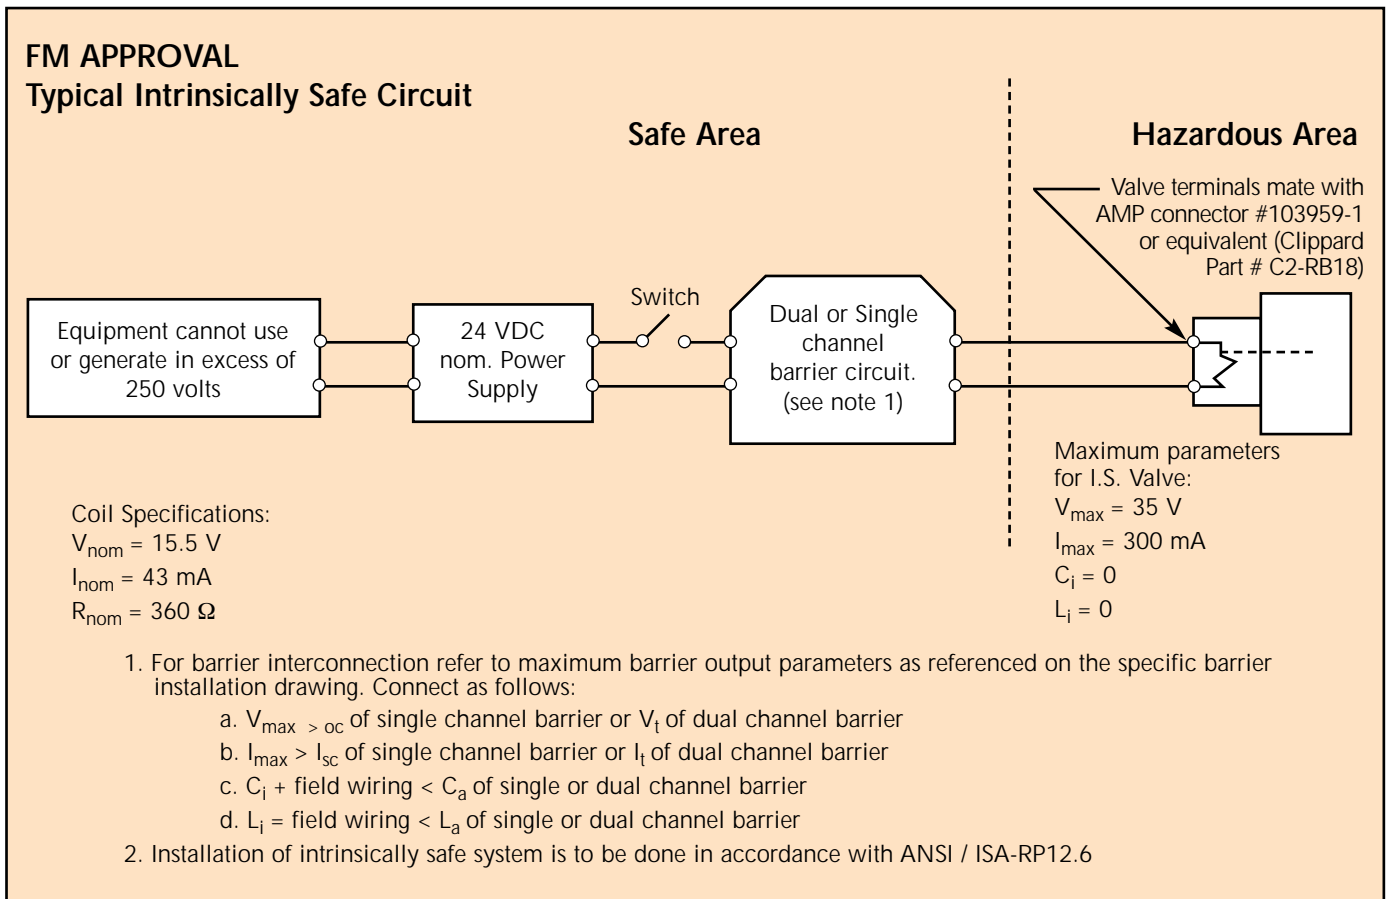 FM APPROVAL
Typical Intrinsically Safe Circuit
Safe Area
Hazardous Area
Valve terminals mate with
AMP connector #103959-1
or equivalent (Clippard
Part # C2-RB18)
Equipment cannot use
or generate in excess of
250 volts
24 VDC
nom. Power
Supply
Switch
Dual or Single
channel
barrier circuit.
(see note 1)
Coil Specifications:
Vnom = 15.5 V
Inom = 43 mA
Rnom = 360 Ω
Maximum parameters
for I.S. Valve:
Vmax = 35 V
Imax = 300 mA
Ci = 0
Li = 0
1. For barrier interconnection refer to maximum barrier output parameters as referenced on the specific barrier
installation drawing. Connect as follows:
a. Vmax > oc of single channel barrier or Vt of dual channel barrier
b. Imax > Isc of single channel barrier or It of dual channel barrier
c. Ci + field wiring < Ca of single or dual channel barrier
d. Li = field wiring < La of single or dual channel barrier
2. Installation of intrinsically safe system is to be done in accordance with ANSI / ISA-RP12.6